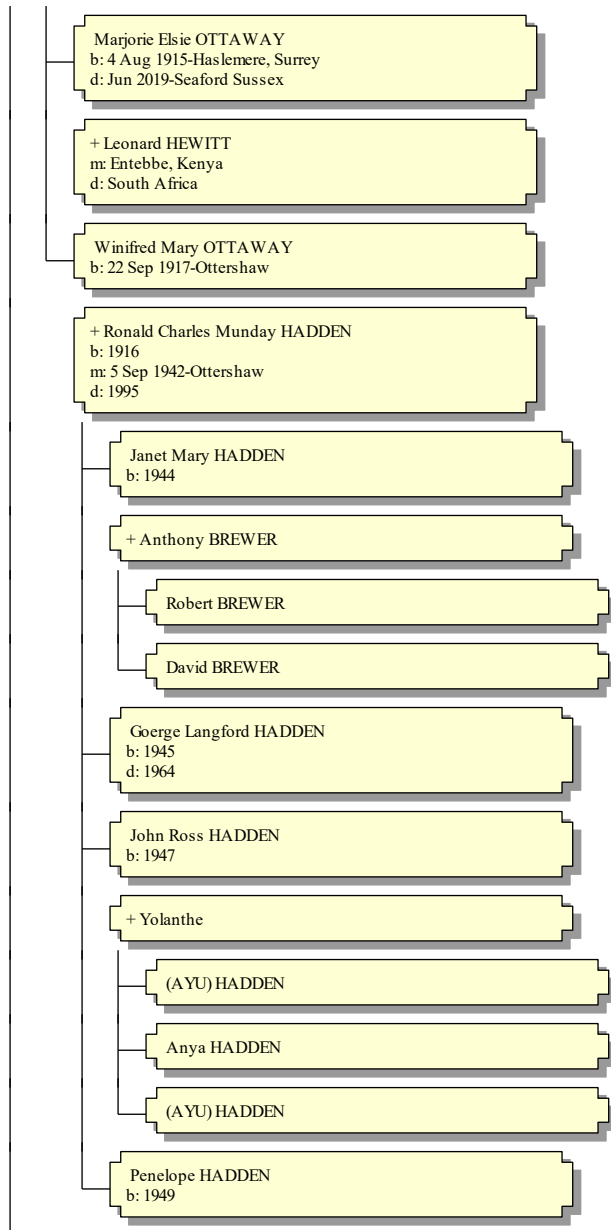 Marjorie Elsie OTTAWAY
b: 4 Aug 1915-Haslemere, Surrey
d: Jun 2019-Seaford Sussex
+ Leonard HEWITT
m: Entebbe, Kenya
d: South Africa
Winifred Mary OTTAWAY
b: 22 Sep 1917-Ottershaw
+ Ronald Charles Munday HADDEN
b: 1916
m: 5 Sep 1942-Ottershaw
d: 1995
Janet Mary HADDEN
b: 1944
+ Anthony BREWER
Robert BREWER
David BREWER
Goerge Langford HADDEN
b: 1945
d: 1964
John Ross HADDEN
b: 1947
+ Yolanthe
(AYU) HADDEN
Anya HADDEN
(AYU) HADDEN
Penelope HADDEN
b: 1949